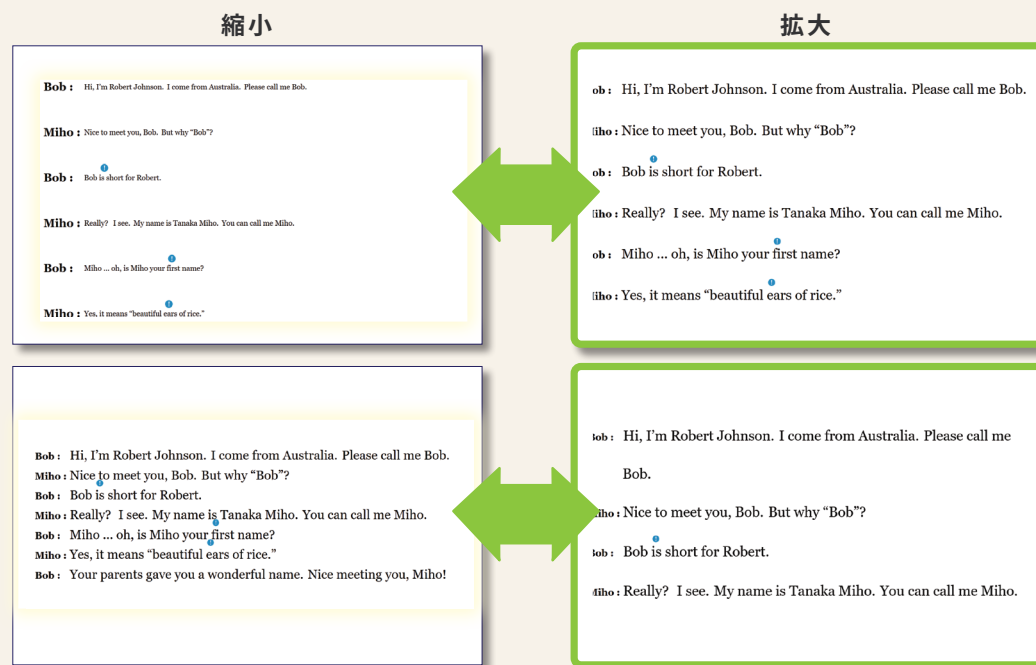 縮小
Bob : Hi, I'm Robert Johnson. I come from Australia. Please call me Bob.
Miho : Nice to meet you, Bob. But why “Bob”?
Bob : Bob is short for Robert.
Miho : Really? I see. My name is Tanaka Miho. You can call me Miho.
Bob : Miho ... oh, is Miho your first name?
Miho : Yes, it means “beautiful ears of rice.”
拡大
ob : Hi, I'm Robert Johnson. I come from Australia. Please call me Bob.
iho : Nice to meet you, Bob. But why “Bob”?
ob : Bob is short for Robert.
iho : Really? I see. My name is Tanaka Miho. You can call me Miho.
ob : Miho ... oh, is Miho your first name?
iho : Yes, it means “beautiful ears of rice.”
Bob : Hi, I'm Robert Johnson. I come from Australia. Please call me Bob.
Miho : Nice to meet you, Bob. But why “Bob”?
Bob : Bob is short for Robert.
Miho : Really? I see. My name is Tanaka Miho. You can call me Miho.
Bob : Miho ... oh, is Miho your first name?
Miho : Yes, it means “beautiful ears of rice.”
Bob : Your parents gave you a wonderful name. Nice meeting you, Miho!
Bob : Hi, I'm Robert Johnson. I come from Australia. Please call me
Bob.
iho : Nice to meet you, Bob. But why “Bob”?
Bob : Bob is short for Robert.
Miho : Really? I see. My name is Tanaka Miho. You can call me Miho.